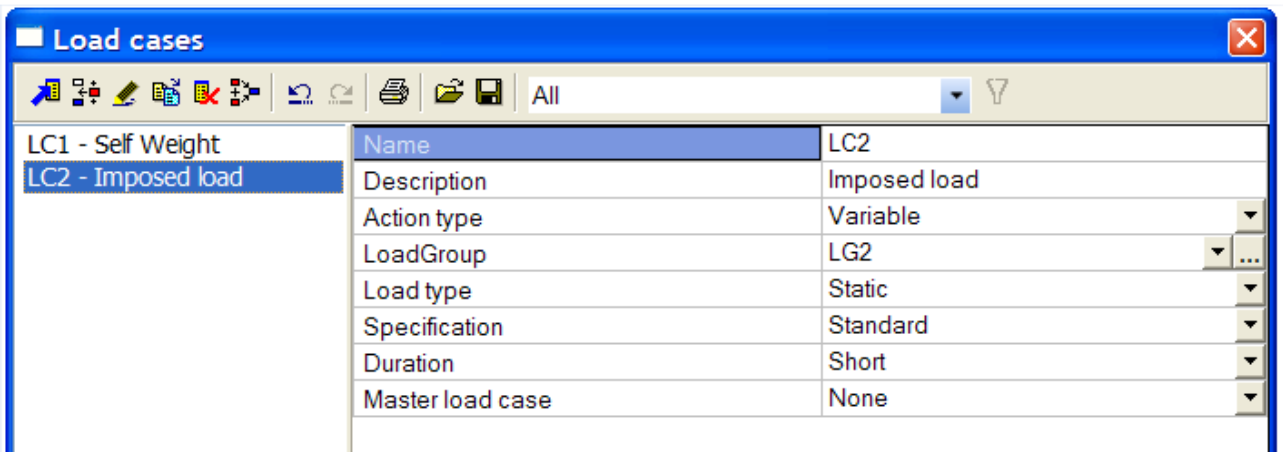 Load cases
All
LC1 - Self Weight
LC2 - Imposed load
Name LC2
Description Imposed load
Action type Variable
LoadGroup LG2 ...
Load type Static
Specification Standard
Duration Short
Master load case None